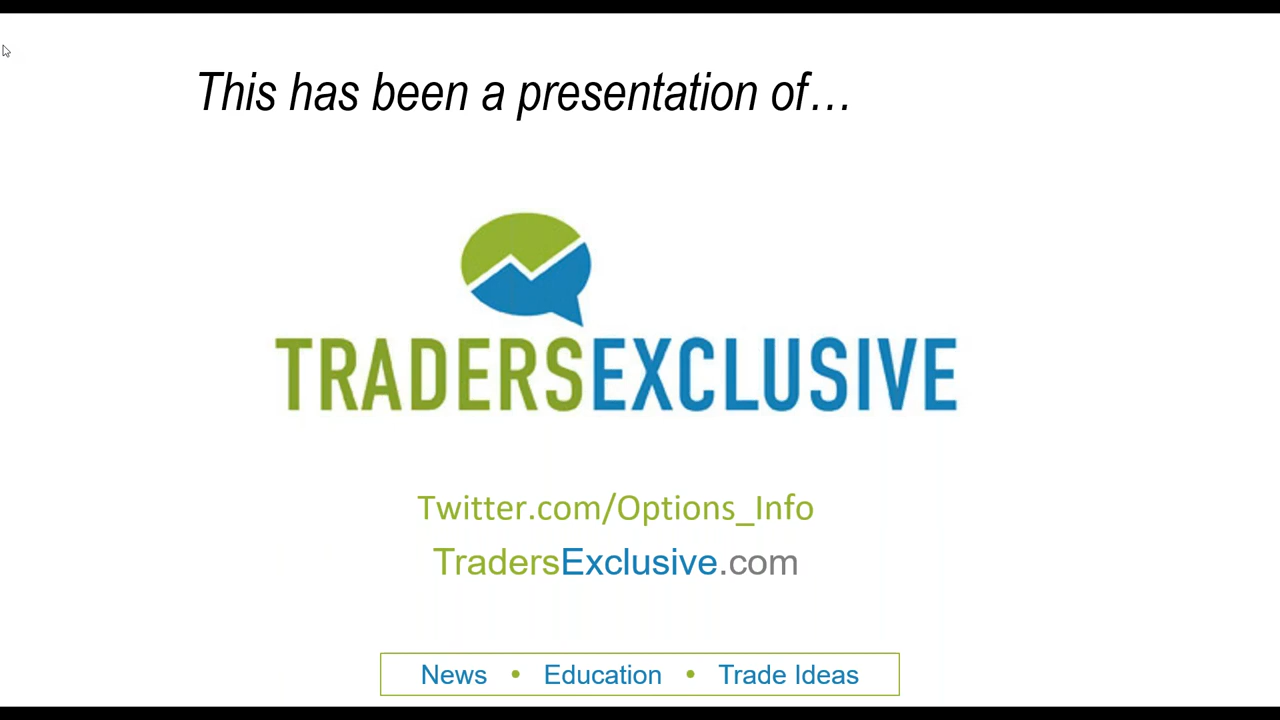 This has been a presentation of…
TRADERSEXCLUSIVE
Twitter.com/Options_Info
TradersExclusive.com
News • Education • Trade Ideas